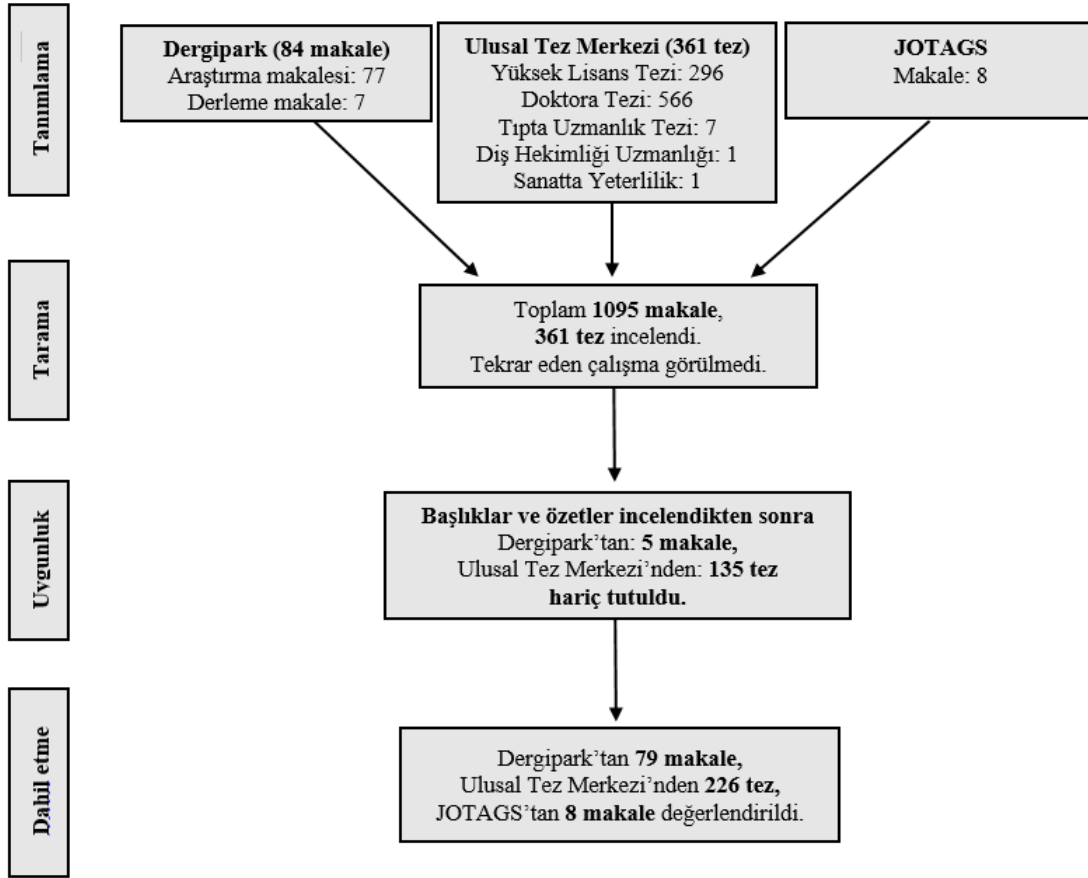 Tanımlama
Dergipark (84 makale)
Araştırma makalesi: 77
Derleme makale: 7
Ulusal Tez Merkezi (361 tez)
Yüksek Lisans Tezi: 296
Doktora Tezi: 566
Tıpta Uzmanlık Tezi: 7
Diş Hekimliği Uzmanlığı: 1
Sanatta Yeterlilik: 1
JOTAGS
Makale: 8
Tarama
Toplam 1095 makale,
361 tez incelendi.
Tekrar eden çalışma görülmedi.
Uygunluk
Başlıklar ve özetler incelendikten sonra
Dergipark’tan: 5 makale,
Ulusal Tez Merkezi’nden: 135 tez
hariç tutuldu.
Dahil etme
Dergipark’tan 79 makale,
Ulusal Tez Merkezi’nden 226 tez,
JOTAGS’tan 8 makale değerlendirildi.